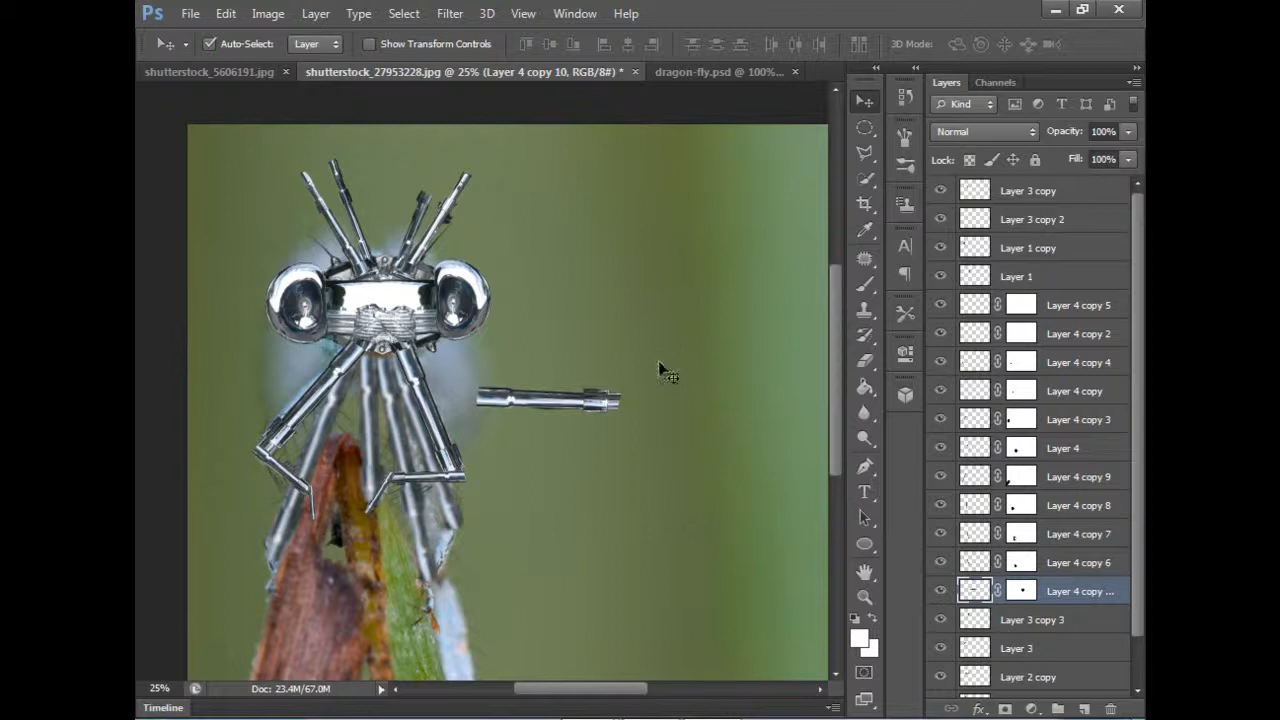 Ps File Edit Image Layer Type Select Filter 3D View Window Help
Auto-Select: Layer Show Transform Controls 3D Mode:
shutterstock_5606191.jpg × shutterstock_27953228.jpg @ 25% (Layer 4 copy 10, RGB/8#) * × dragon-fly.psd @ 100%... ×
Layers Channels
Kind
Normal Opacity: 100%
Lock: Fill: 100%
Layer 3 copy
Layer 3 copy 2
Layer 1 copy
Layer 1
Layer 4 copy 5
Layer 4 copy 2
Layer 4 copy 4
Layer 4 copy
Layer 4 copy 3
Layer 4
Layer 4 copy 9
Layer 4 copy 8
Layer 4 copy 7
Layer 4 copy 6
Layer 4 copy ...
Layer 3 copy 3
Layer 3
Layer 2 copy
25% Doc: 23.4M/67.0M
Timeline